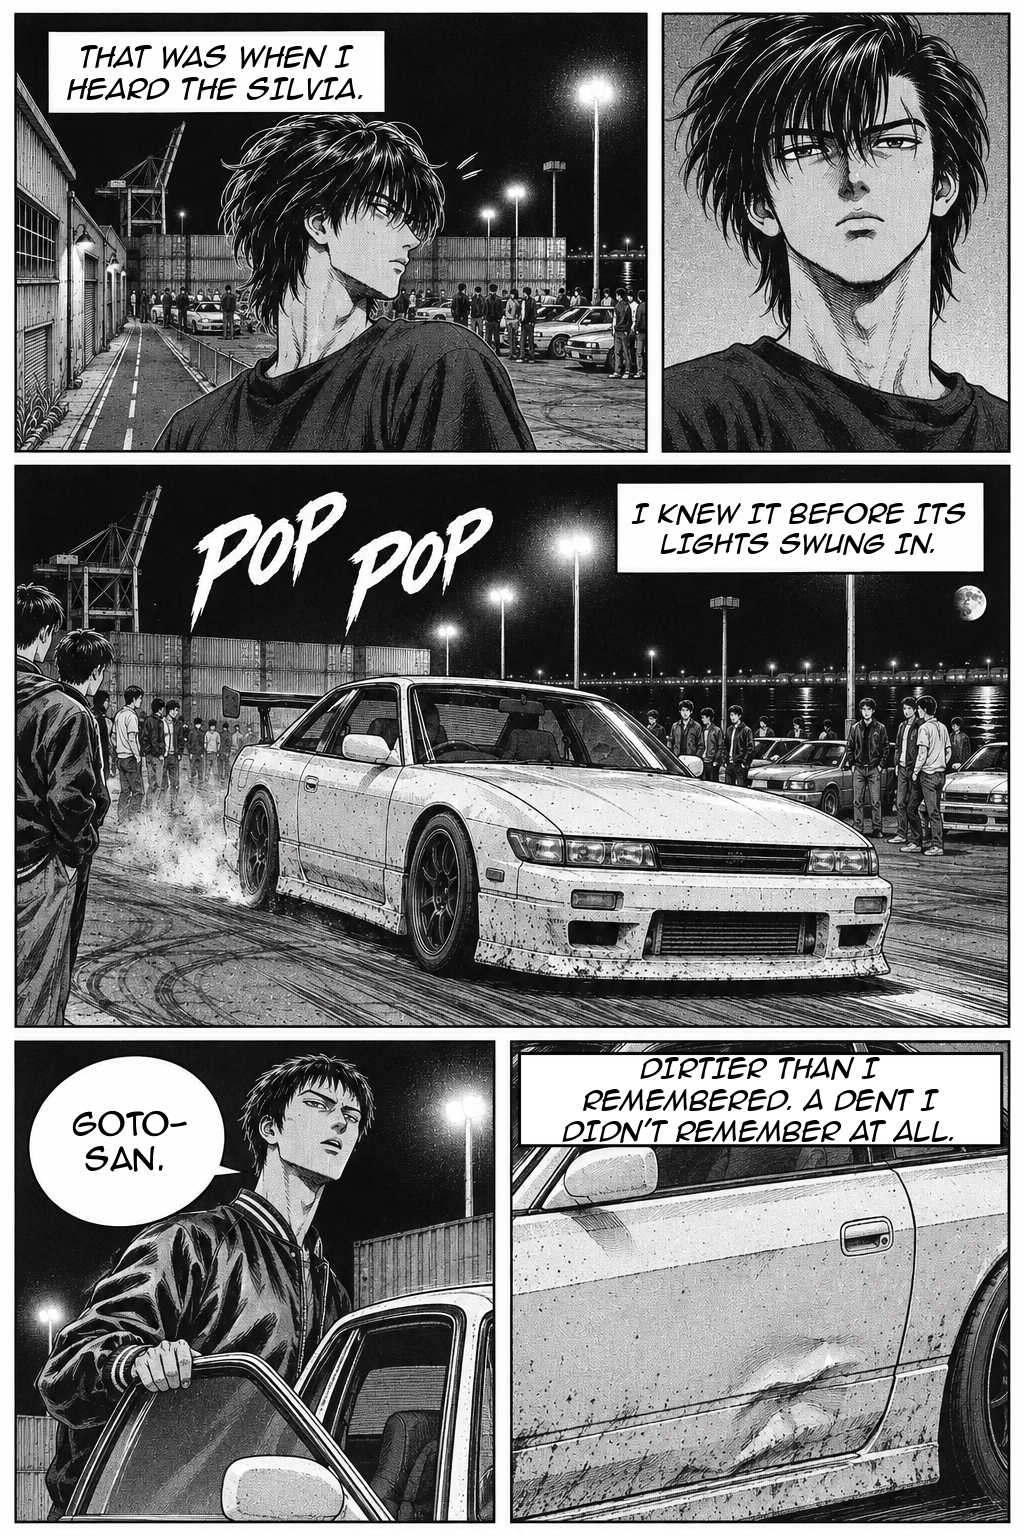 THAT WAS WHEN I
HEARD THE SILVIA.
POP
POP
I KNEW IT BEFORE ITS
LIGHTS SWUNG IN.
GOTO-
SAN.
DIRTIER THAN I
REMEMBERED. A DENT I
DIDN'T REMEMBER AT ALL.